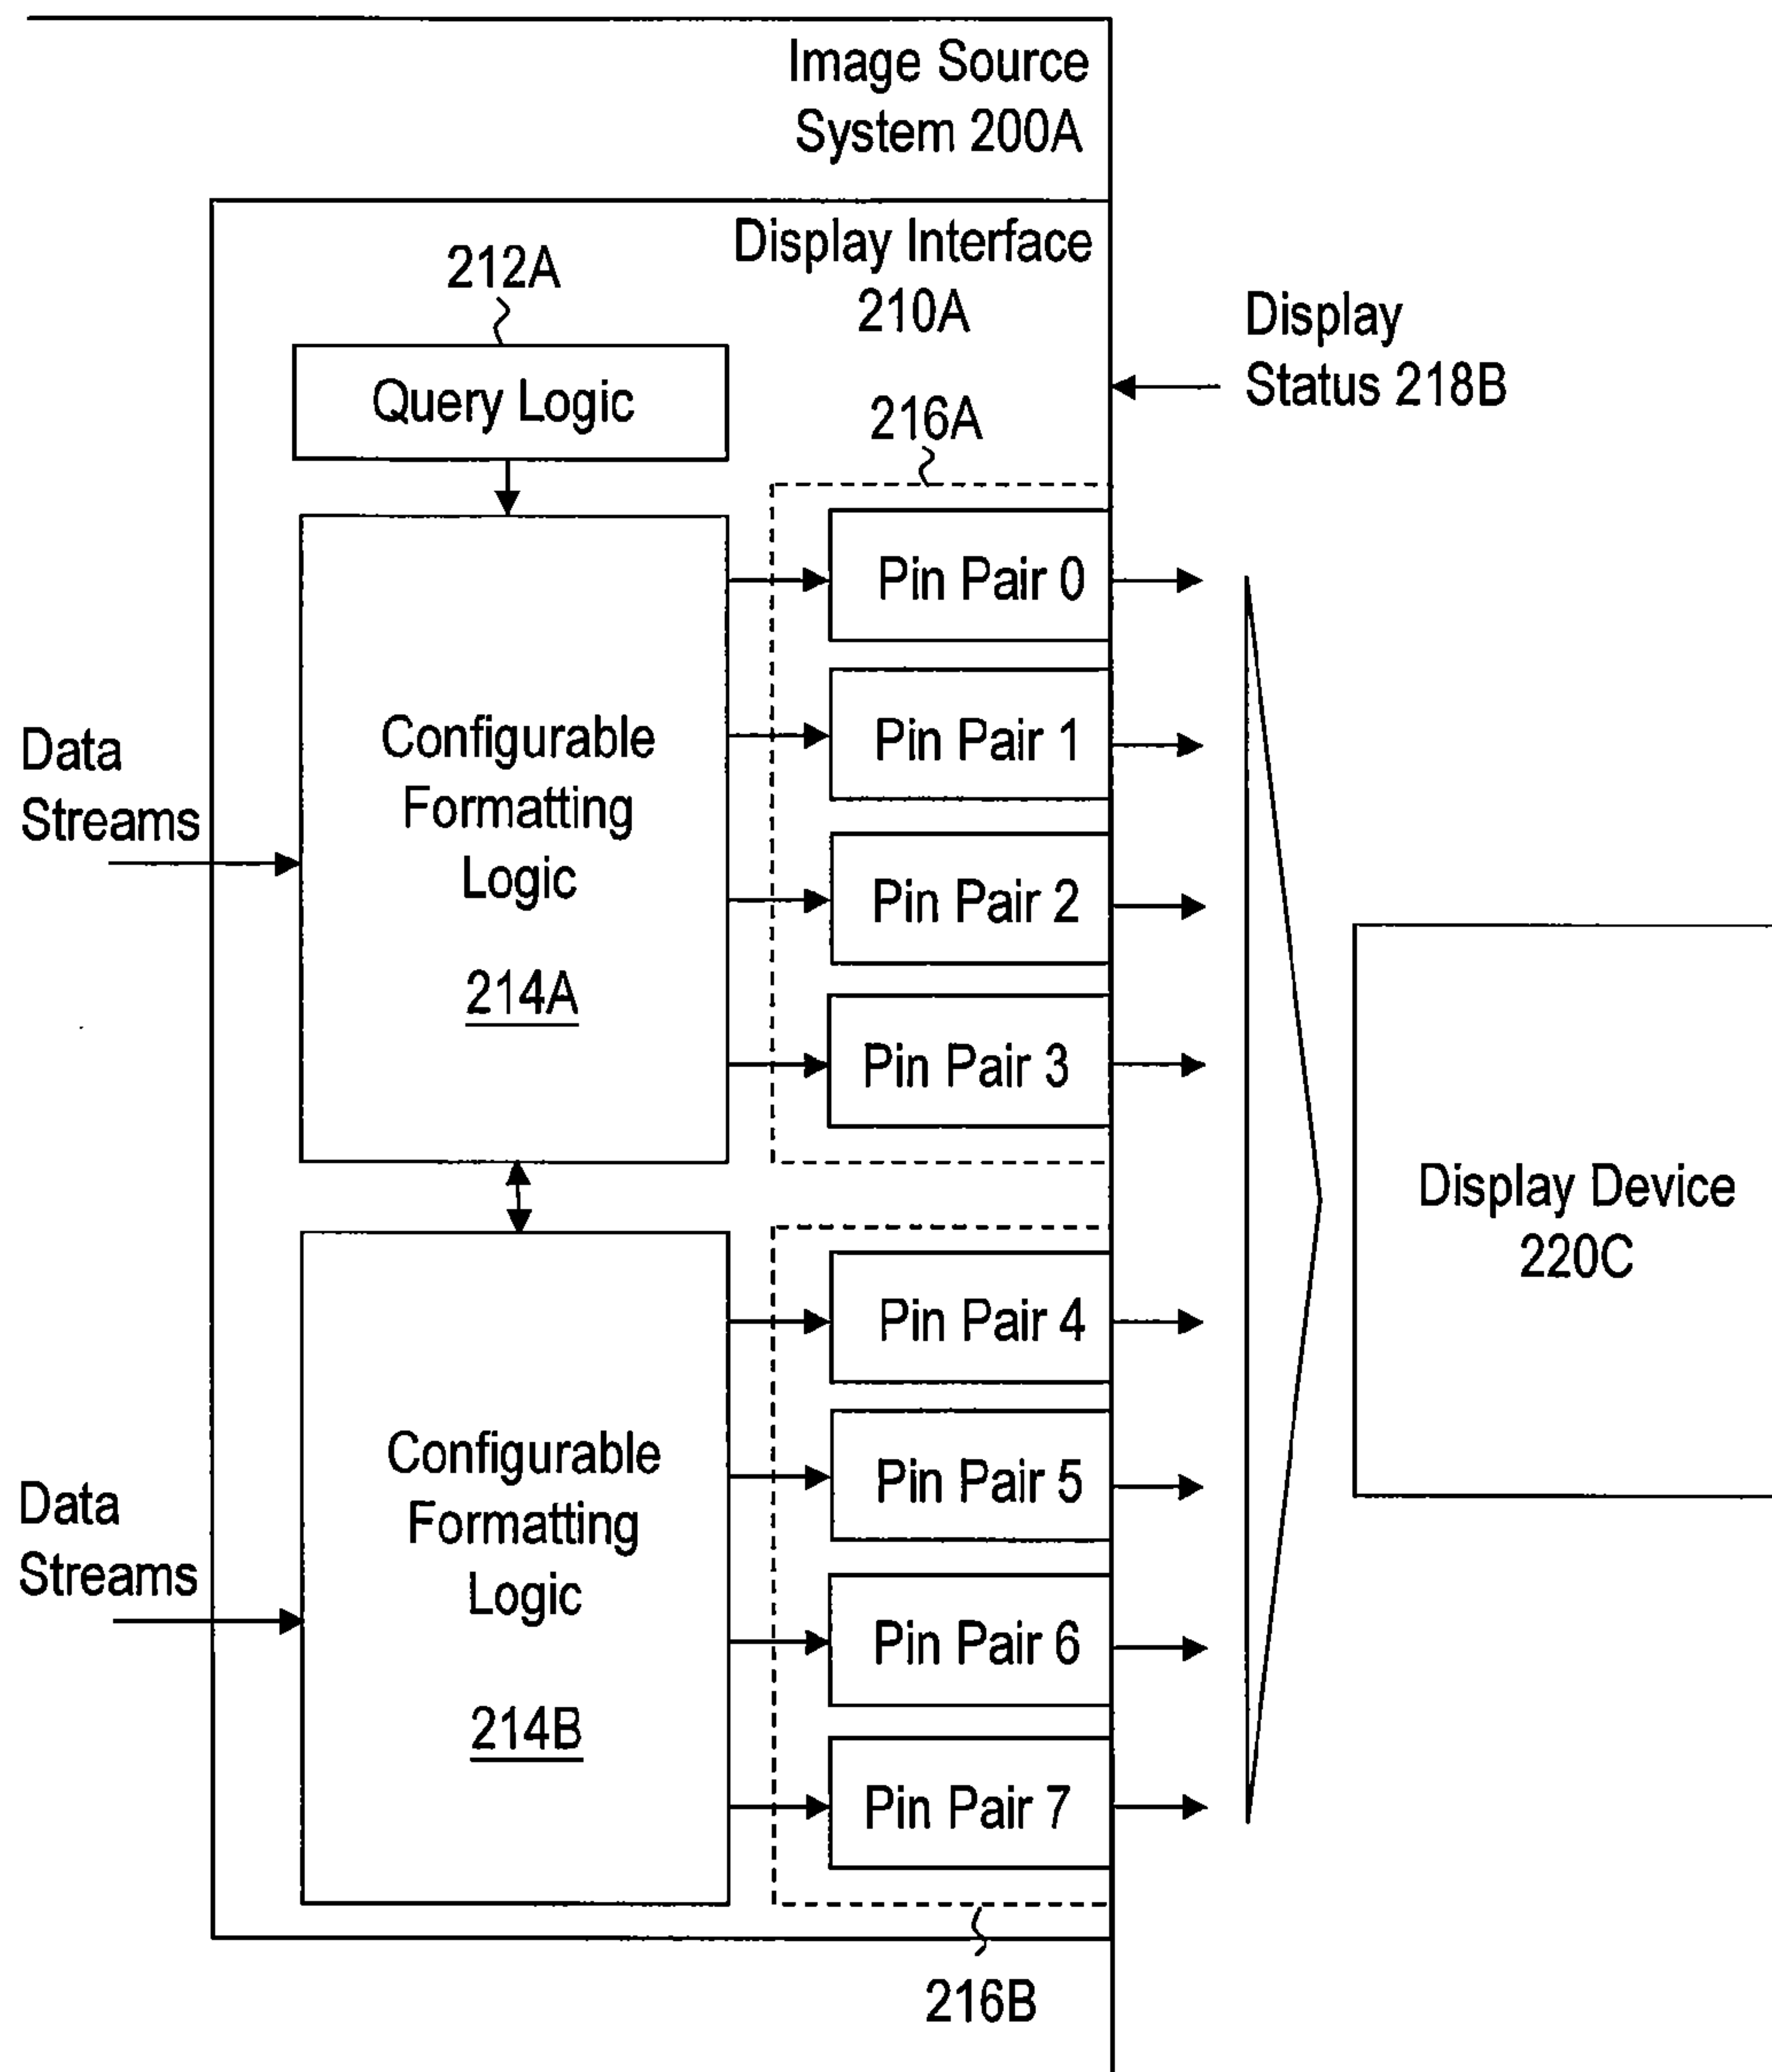 Image Source
System 200A
Display Interface
210A
212A
Query Logic
Display
Status 218B
216A
Pin Pair 0
Pin Pair 1
Pin Pair 2
Pin Pair 3
Data
Streams
Configurable
Formatting
Logic
214A
Display Device
220C
Pin Pair 4
Pin Pair 5
Pin Pair 6
Pin Pair 7
Data
Streams
Configurable
Formatting
Logic
214B
216B